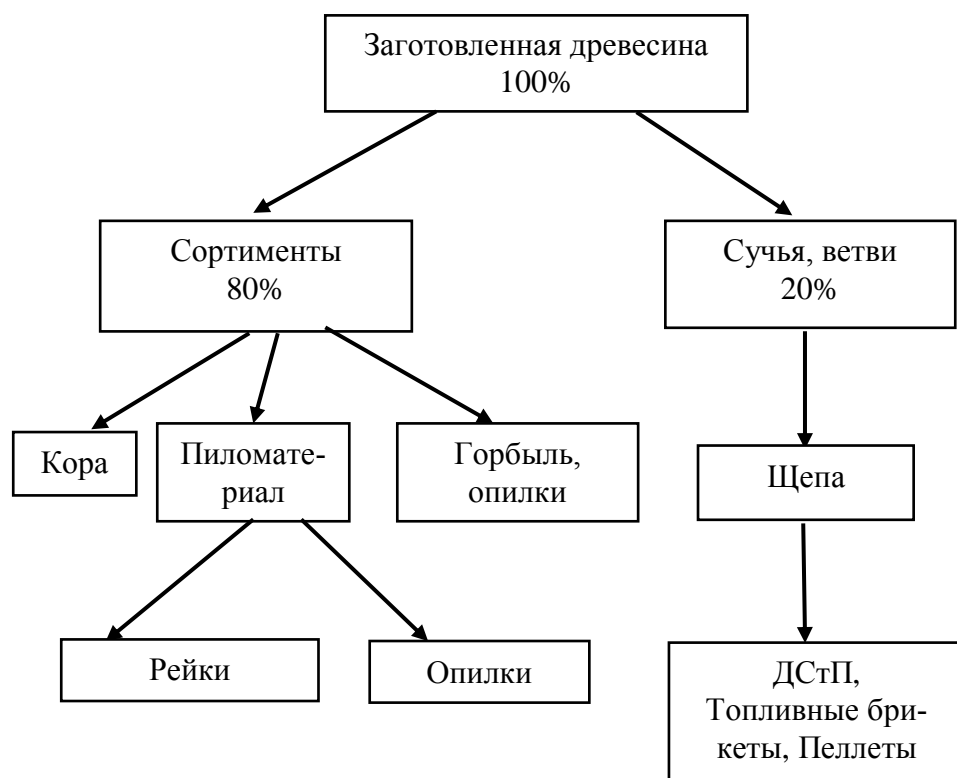 Заготовленная древесина
100%
Сортименты
80%
Сучья, ветви
20%
Кора
Пиломате-
риал
Горбыль,
опилки
Щепа
Рейки
Опилки
ДСтП,
Топливные бри-
кеты, Пеллеты